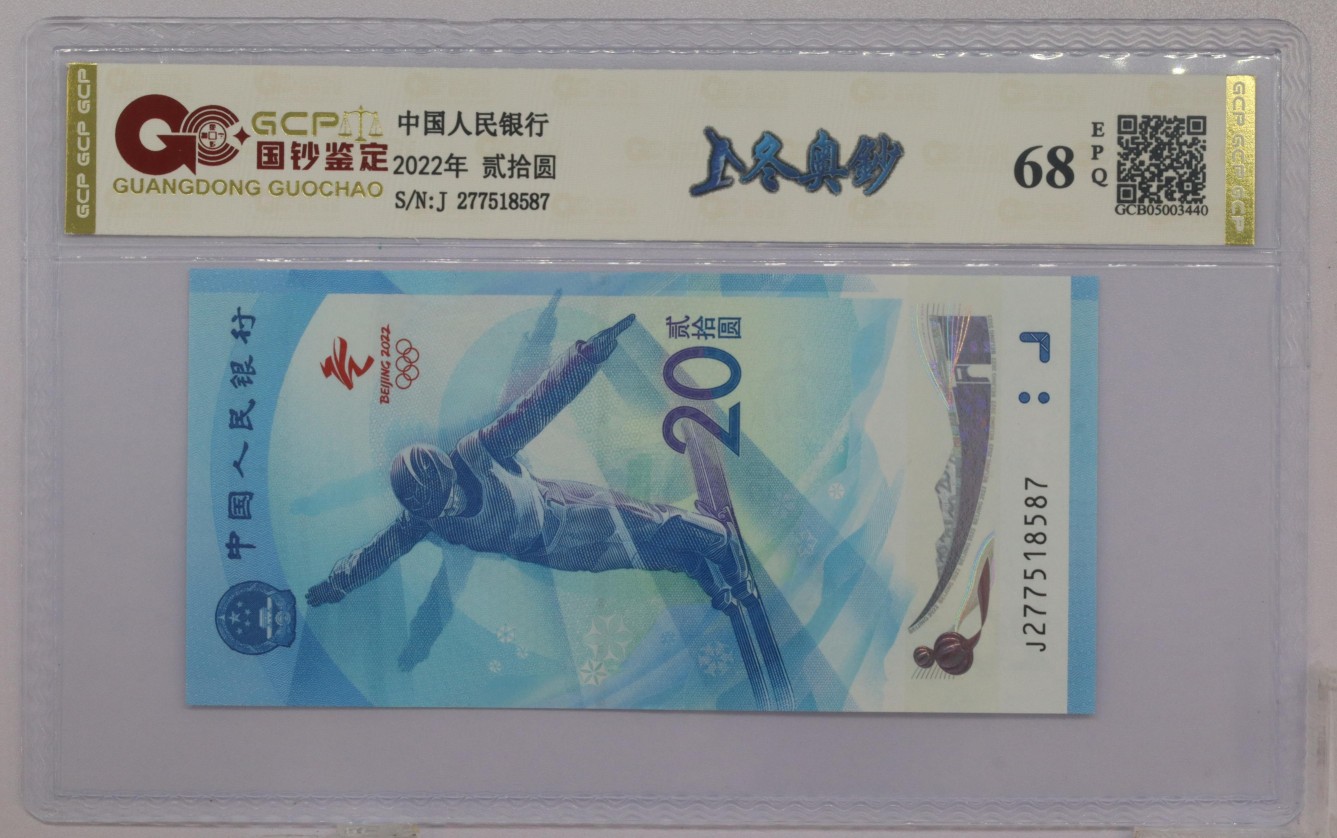 GCP GCP GCP
GCP
国钞鉴定
GUANGDONG GUOCHAO
中国人民银行
2022年 贰拾圆
S/N:J 277518587
冬奥鈔
68
EPQ
GCB05003440
GCP GCP GCP
中国人民银行
BEIJING 2022
贰拾圆
20
J277518587